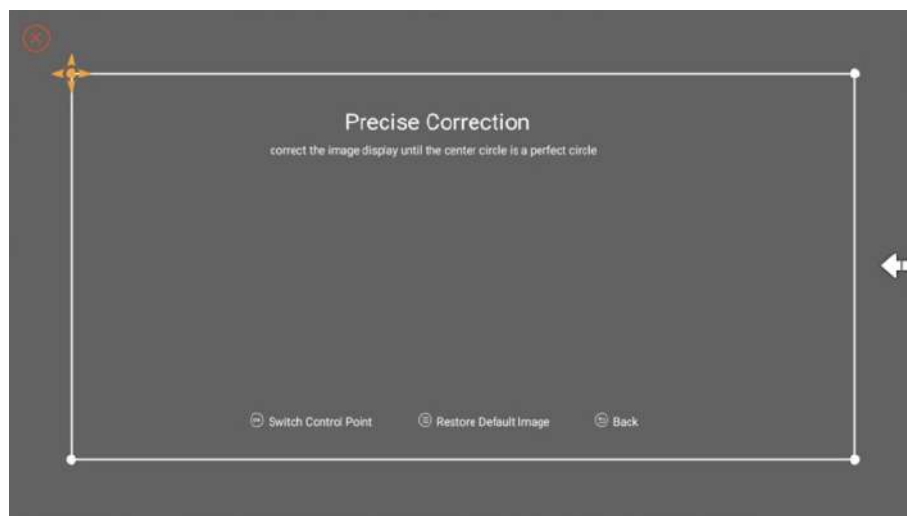 Precise Correction
correct the image display until the center circle is a perfect circle
Switch Control Point Restore Default Image Back